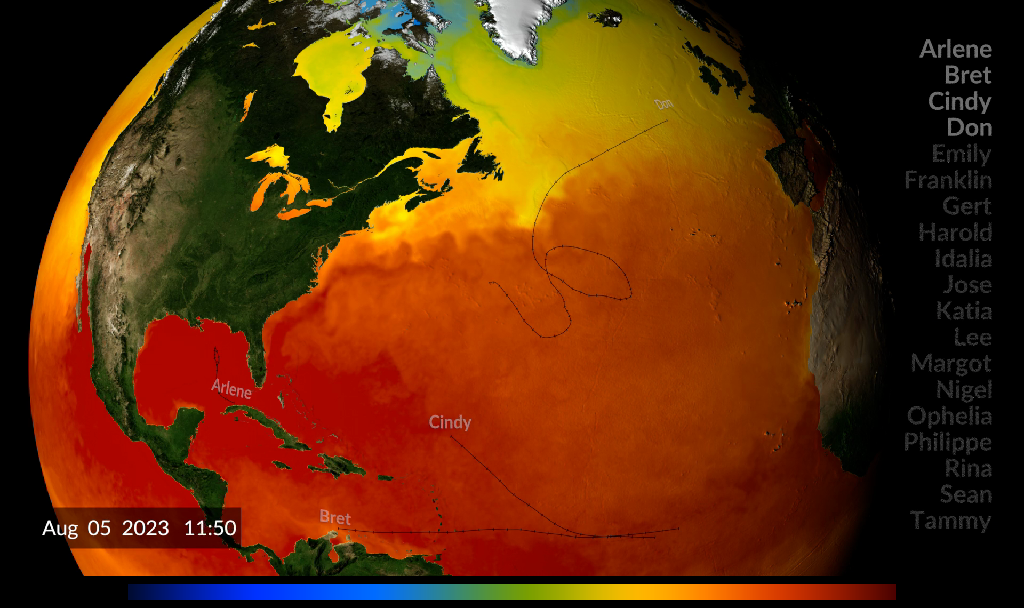 Arlene
Bret
Cindy
Don
Emily
Franklin
Gert
Harold
Idalia
Jose
Katia
Lee
Margot
Nigel
Ophelia
Philippe
Rina
Sean
Tammy
Don
Arlene
Cindy
Bret
Aug 05 2023 11:50